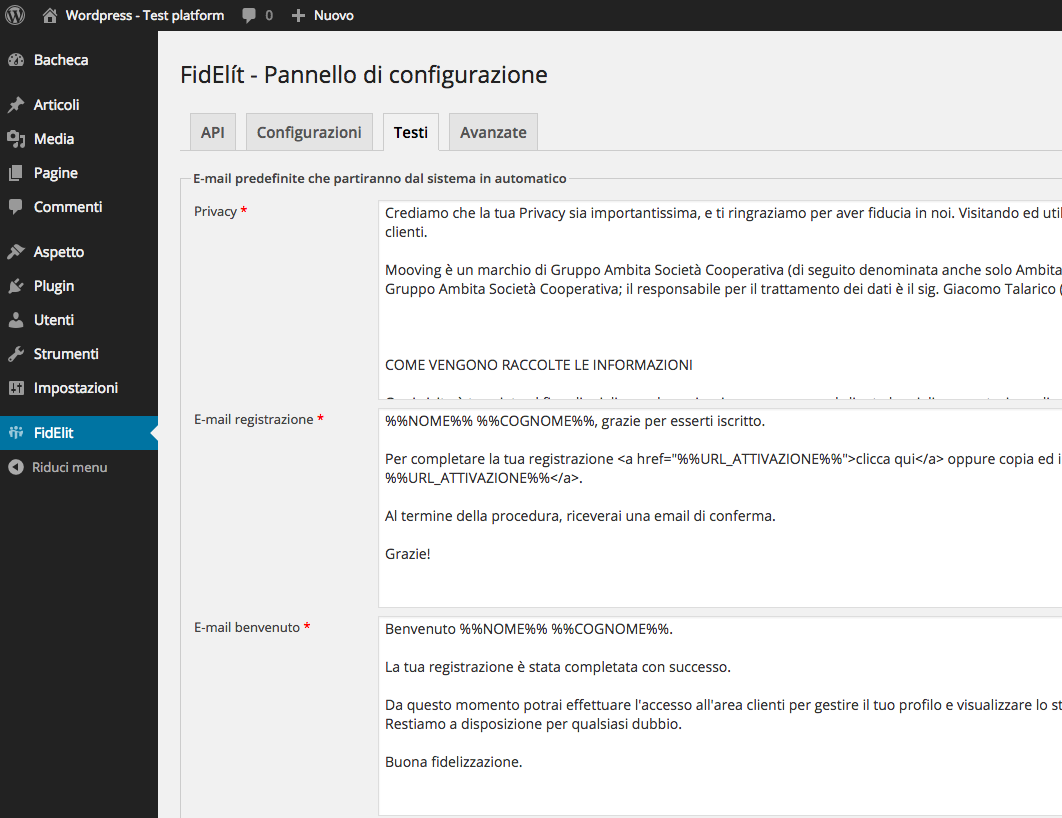 Wordpress - Test platform 0 Nuovo
Bacheca
Articoli
Media
Pagine
Commenti
Aspetto
Plugin
Utenti
Strumenti
Impostazioni
FidElit
Riduci menu
FidElít - Pannello di configurazione
API Configurazioni Testi Avanzate
E-mail predefinite che partiranno dal sistema in automatico
Privacy *
Crediamo che la tua Privacy sia importantissima, e ti ringraziamo per aver fiducia in noi. Visitando ed util
clienti.
Mooving è un marchio di Gruppo Ambita Società Cooperativa (di seguito denominata anche solo Ambita
Gruppo Ambita Società Cooperativa; il responsabile per il trattamento dei dati è il sig. Giacomo Talarico (
COME VENGONO RACCOLTE LE INFORMAZIONI
E-mail registrazione *
%%NOME%% %%COGNOME%%, grazie per esserti iscritto.
Per completare la tua registrazione <a href="%%URL_ATTIVAZIONE%%">clicca qui</a> oppure copia ed i
%%URL_ATTIVAZIONE%%</a>.
Al termine della procedura, riceverai una email di conferma.
Grazie!
E-mail benvenuto *
Benvenuto %%NOME%% %%COGNOME%%.
La tua registrazione è stata completata con successo.
Da questo momento potrai effettuare l'accesso all'area clienti per gestire il tuo profilo e visualizzare lo st
Restiamo a disposizione per qualsiasi dubbio.
Buona fidelizzazione.